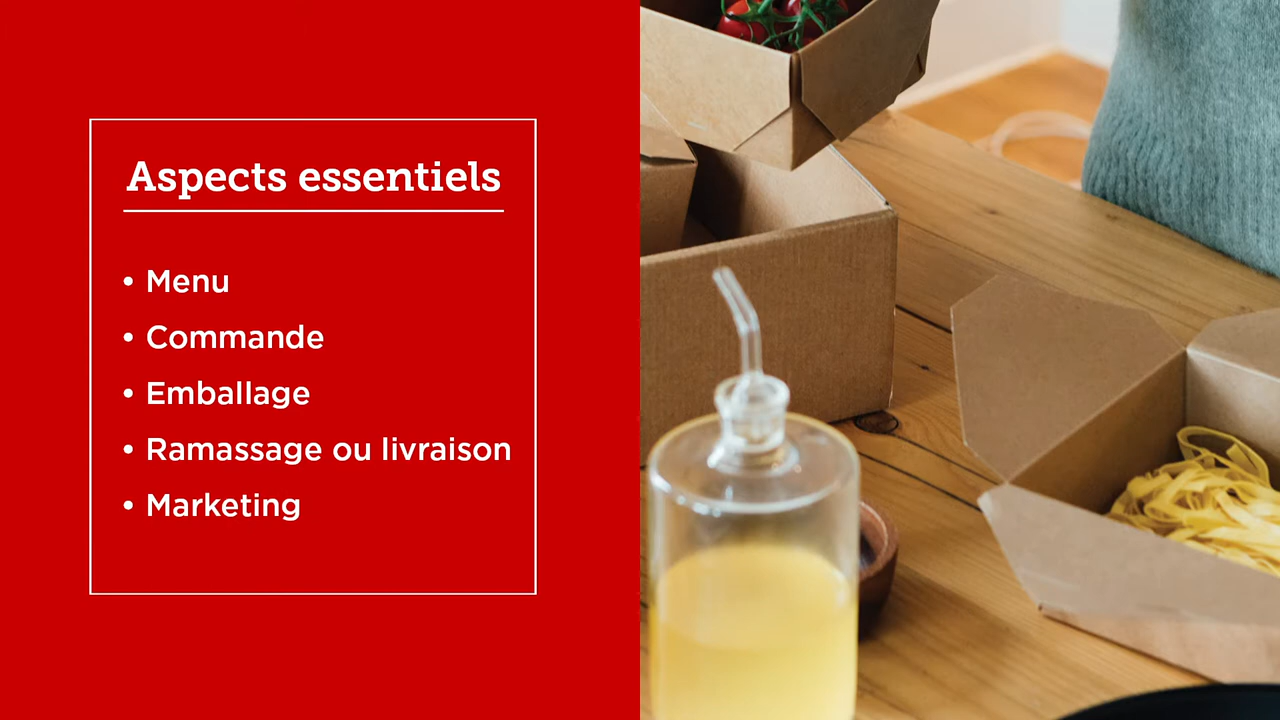 Aspects essentiels
• Menu
• Commande
• Emballage
• Ramassage ou livraison
• Marketing